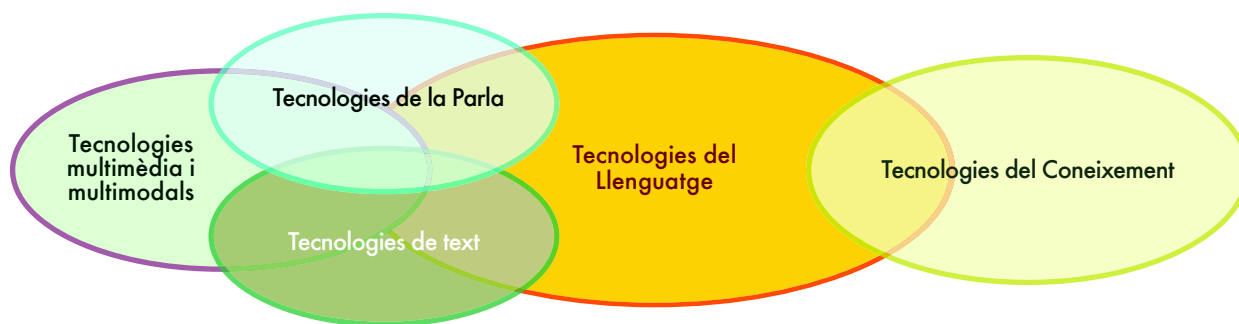 Tecnologies de la Parla
Tecnologies
multimèdia i
multimodals
Tecnologies del
Llenguatge
Tecnologies del Coneixement
Tecnologies de text